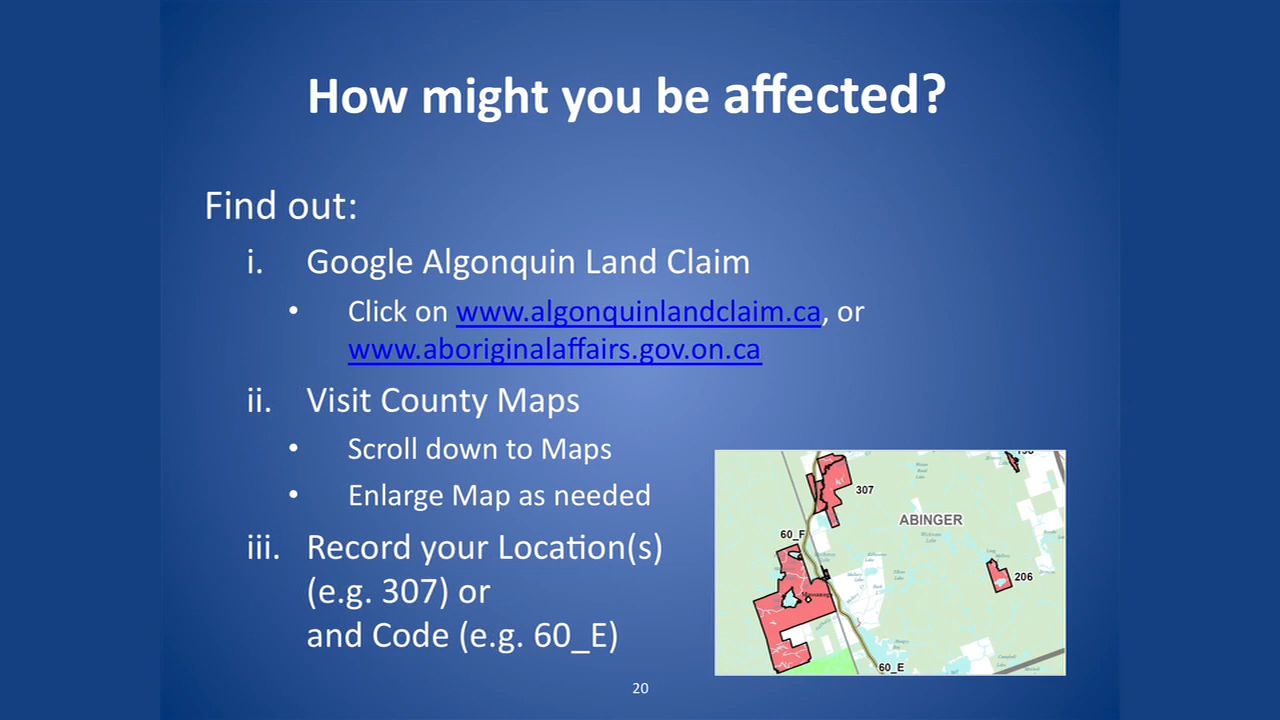 How might you be affected?
Find out:
i. Google Algonquin Land Claim
• Click on www.algonquinlandclaim.ca, or
www.aboriginalaffairs.gov.on.ca
ii. Visit County Maps
• Scroll down to Maps
• Enlarge Map as needed
iii. Record your Location(s)
(e.g. 307) or
and Code (e.g. 60_E)
307
ABINGER
60_F
206
60_E
20